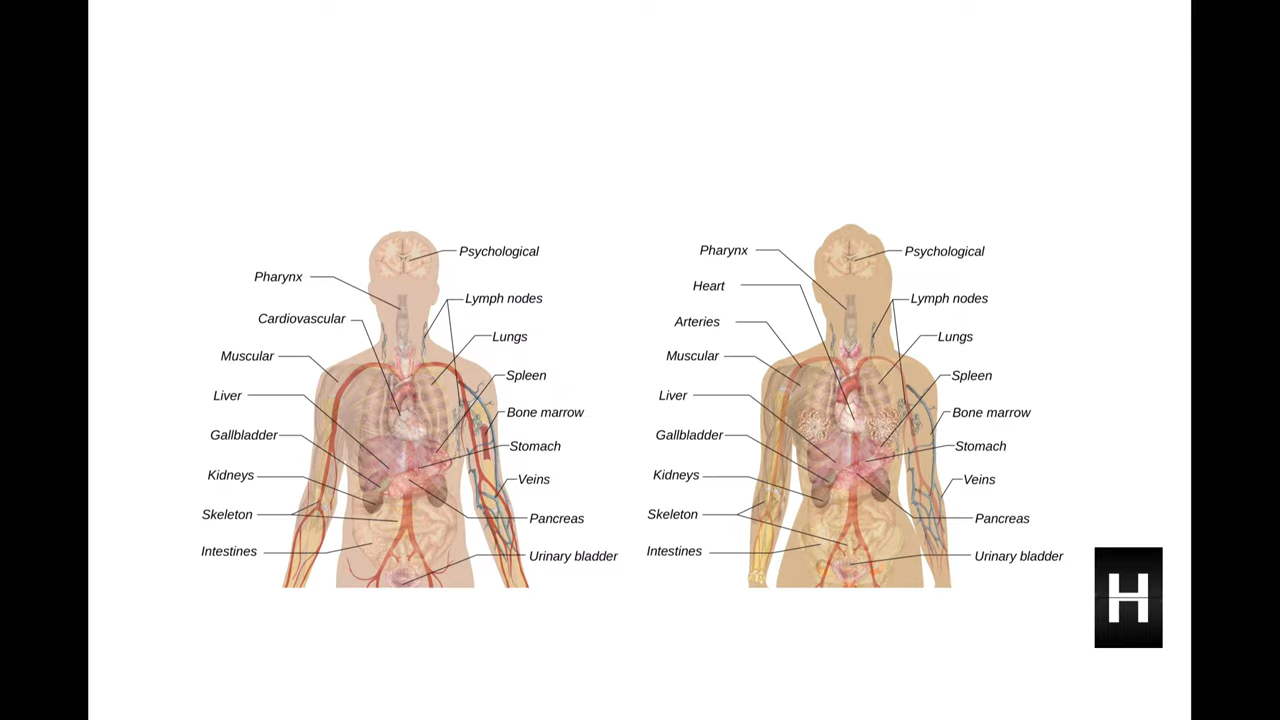 Psychological
Pharynx
Lymph nodes
Cardiovascular
Lungs
Muscular
Spleen
Liver
Bone marrow
Gallbladder
Stomach
Kidneys
Veins
Skeleton
Pancreas
Intestines
Urinary bladder
Pharynx
Psychological
Heart
Lymph nodes
Arteries
Lungs
Muscular
Spleen
Liver
Bone marrow
Gallbladder
Stomach
Kidneys
Veins
Skeleton
Pancreas
Intestines
Urinary bladder
H